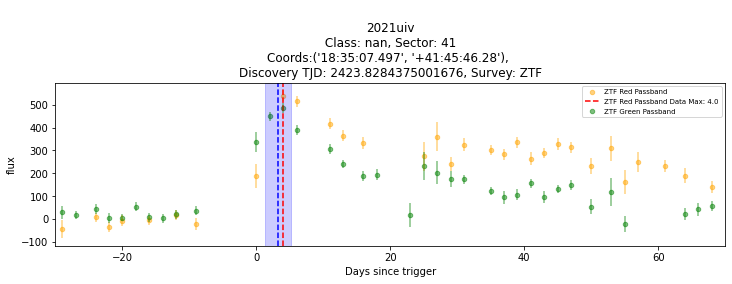 2021uiv
Class: nan, Sector: 41
Coords:('18:35:07.497', '+41:45:46.28'),
Discovery TJD: 2423.8284375001676, Survey: ZTF
ZTF Red Passband
ZTF Red Passband Data Max: 4.0
ZTF Green Passband
flux
500
400
300
200
100
0
−100
−20
0
20
40
60
Days since trigger